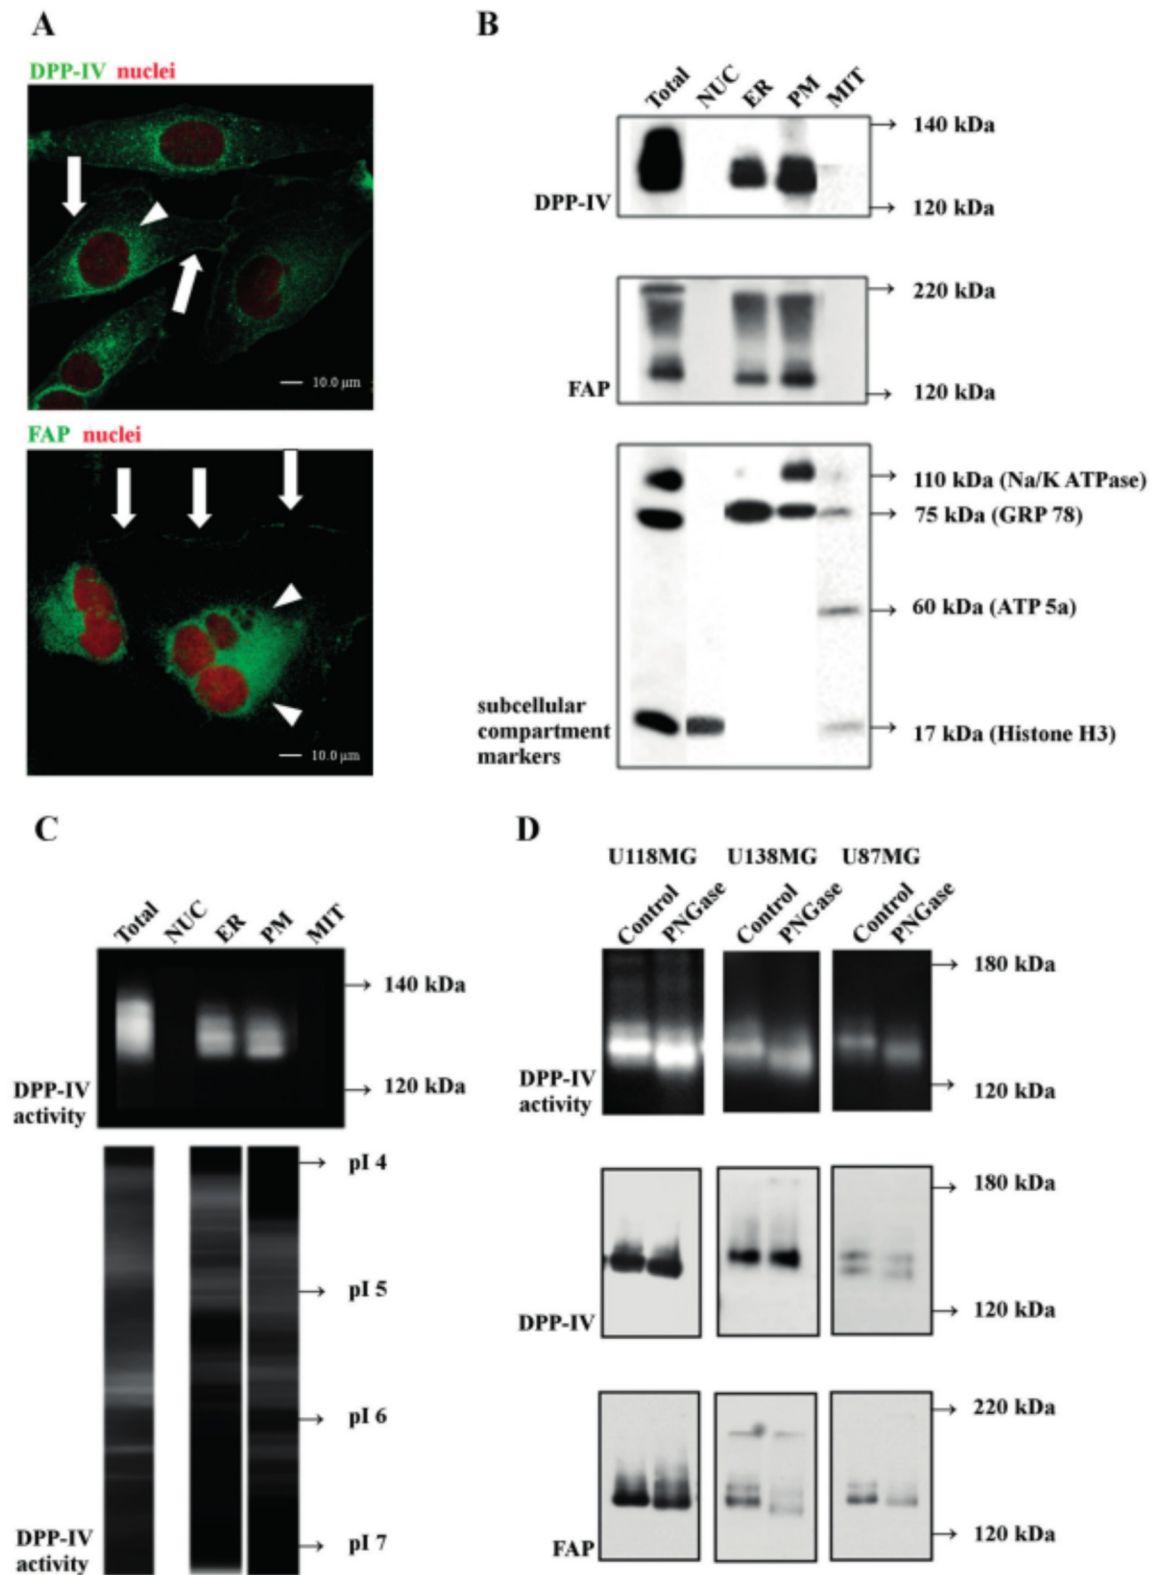 A
DPP-IV nuclei
10.0 µm
FAP nuclei
10.0 µm
B
Total NUC ER PM MIT
140 kDa
DPP-IV
120 kDa
220 kDa
FAP
120 kDa
110 kDa (Na/K ATPase)
75 kDa (GRP 78)
60 kDa (ATP 5a)
subcellular
compartment
markers
17 kDa (Histone H3)
C
Total NUC ER PM MIT
140 kDa
DPP-IV
activity
120 kDa
pI 4
pI 5
pI 6
DPP-IV
activity
pI 7
D
U118MG U138MG U87MG
Control PNGase Control PNGase Control PNGase
180 kDa
DPP-IV
activity
120 kDa
180 kDa
DPP-IV
120 kDa
220 kDa
FAP
120 kDa